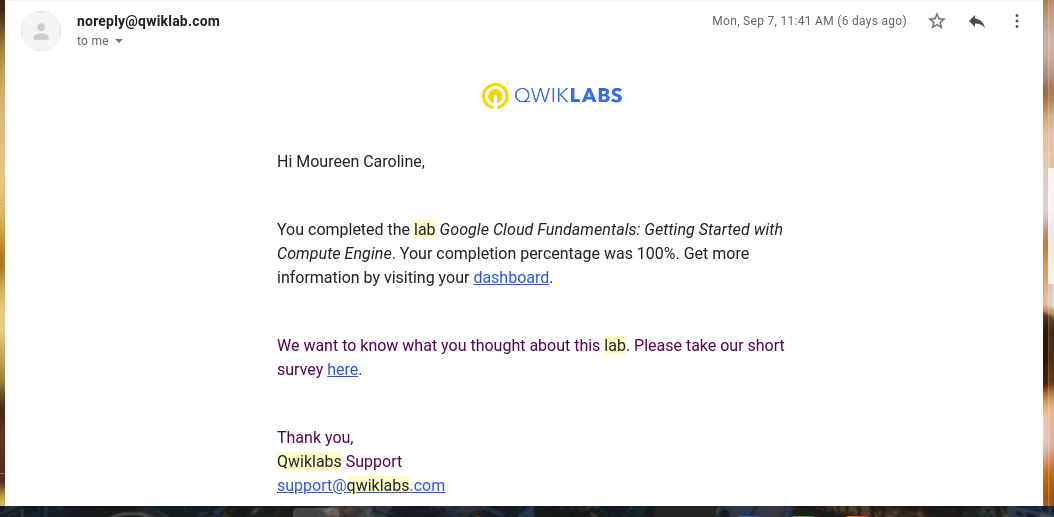 noreply@qwiklab.com
Mon, Sep 7, 11:41 AM (6 days ago)
to me
QWIKLABS
Hi Moureen Caroline,
You completed the lab Google Cloud Fundamentals: Getting Started with
Compute Engine. Your completion percentage was 100%. Get more
information by visiting your dashboard.
We want to know what you thought about this lab. Please take our short
survey here.
Thank you,
Qwiklabs Support
support@qwiklabs.com